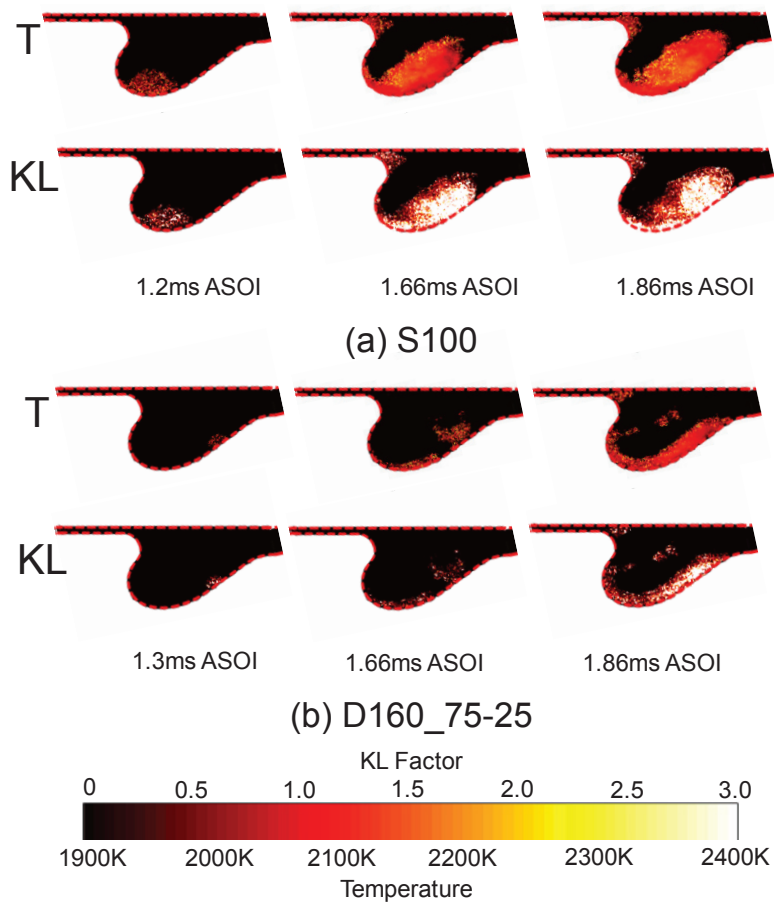 T
KL
1.2ms ASOI 1.66ms ASOI 1.86ms ASOI
(a) S100
T
KL
1.3ms ASOI 1.66ms ASOI 1.86ms ASOI
(b) D160_75-25
KL Factor
0 0.5 1.0 1.5 2.0 2.5 3.0
1900K 2000K 2100K 2200K 2300K 2400K
Temperature